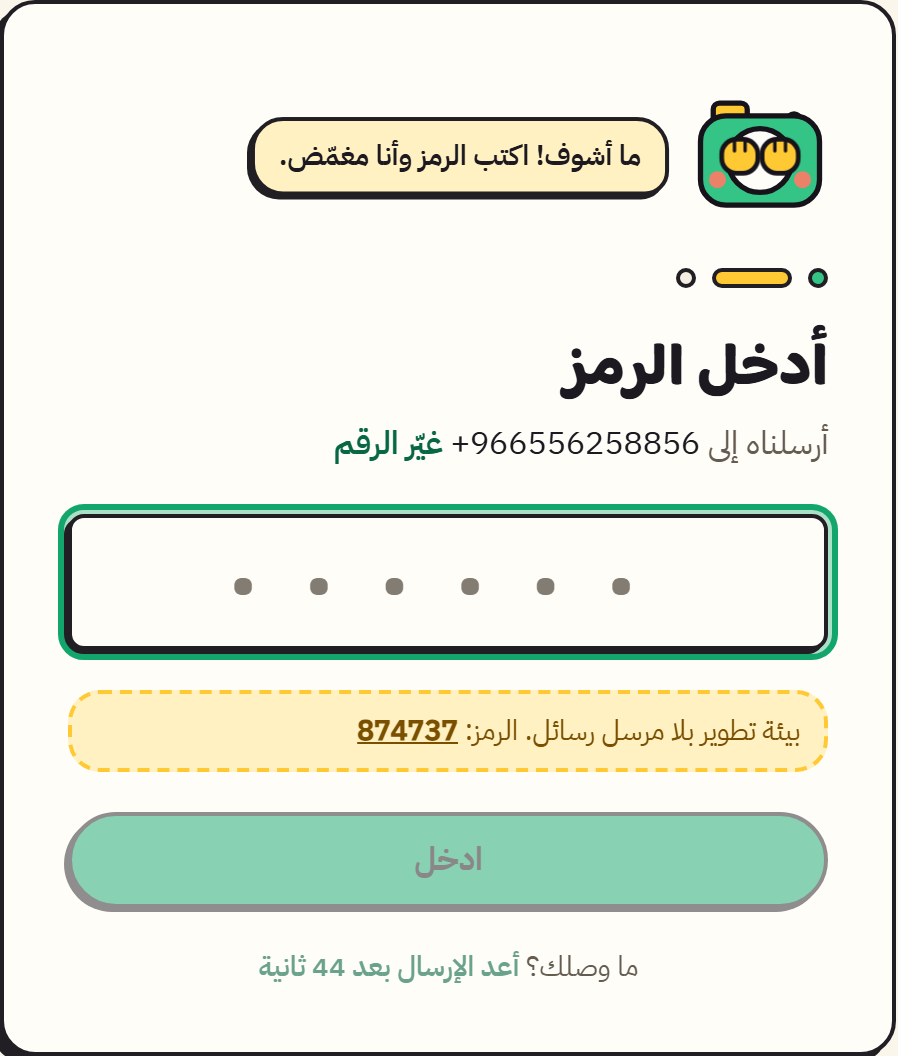 ما أشوف! اكتب الرمز وأنا مغمّض.
أدخل الرمز
أرسلناه إلى 966556258856+ غيّر الرقم
بيئة تطوير بلا مرسل رسائل. الرمز: 874737
ادخل
ما وصلك؟ أعد الإرسال بعد 44 ثانية